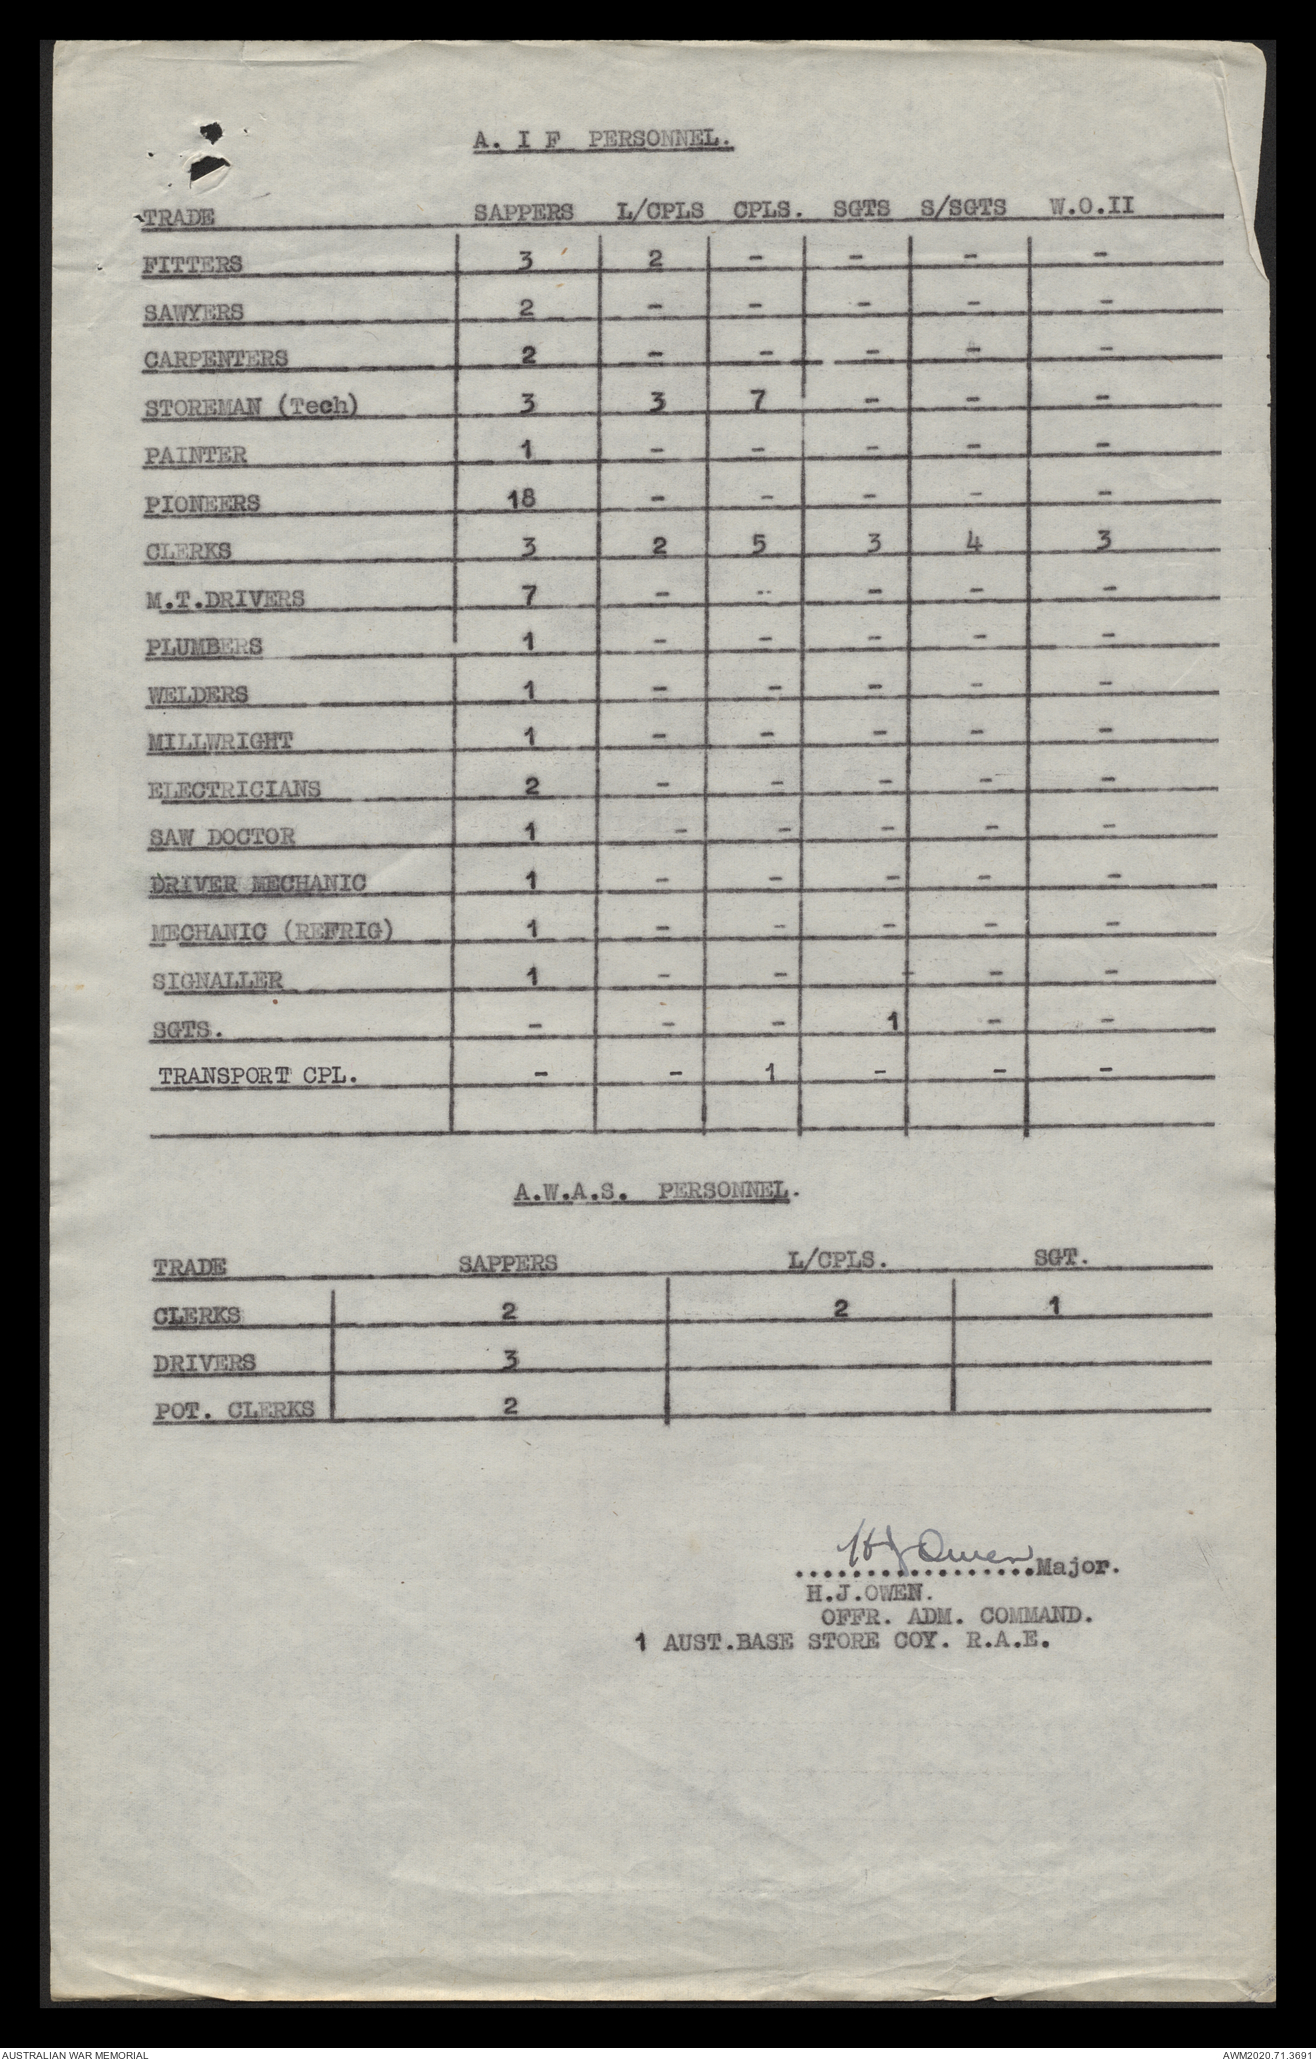 A. I F PERSONNEL.
TRADE SAPPERS L/CPLS CPLS. SGTS S/SGTS W.O.II
FITTERS 3 2 - - - -
SAWYERS 2 - - - - -
CARPENTERS 2 - - - - -
STOREMAN (Tech) 3 3 7 - - -
PAINTER 1 - - - - -
PIONEERS 18 - - - - -
CLERKS 3 2 5 3 4 3
M.T.DRIVERS 7 - - - - -
PLUMBERS 1 - - - - -
WELDERS 1 - - - - -
MILLWRIGHT 1 - - - - -
ELECTRICIANS 2 - - - - -
SAW DOCTOR 1 - - - - -
DRIVER MECHANIC 1 - - - - -
MECHANIC (REFRIG) 1 - - - - -
SIGNALLER 1 - - - - -
SGTS. - - - 1 - -
TRANSPORT CPL. - - 1 - - -
A.W.A.S. PERSONNEL.
TRADE SAPPERS L/CPLS. SGT.
CLERKS 2 2 1
DRIVERS 3
POT. CLERKS 2
HJ Owen
.................Major.
H.J.OWEN.
OFFR. ADM. COMMAND.
1 AUST.BASE STORE COY. R.A.E.
AUSTRALIAN WAR MEMORIAL AWM2020.71.3691